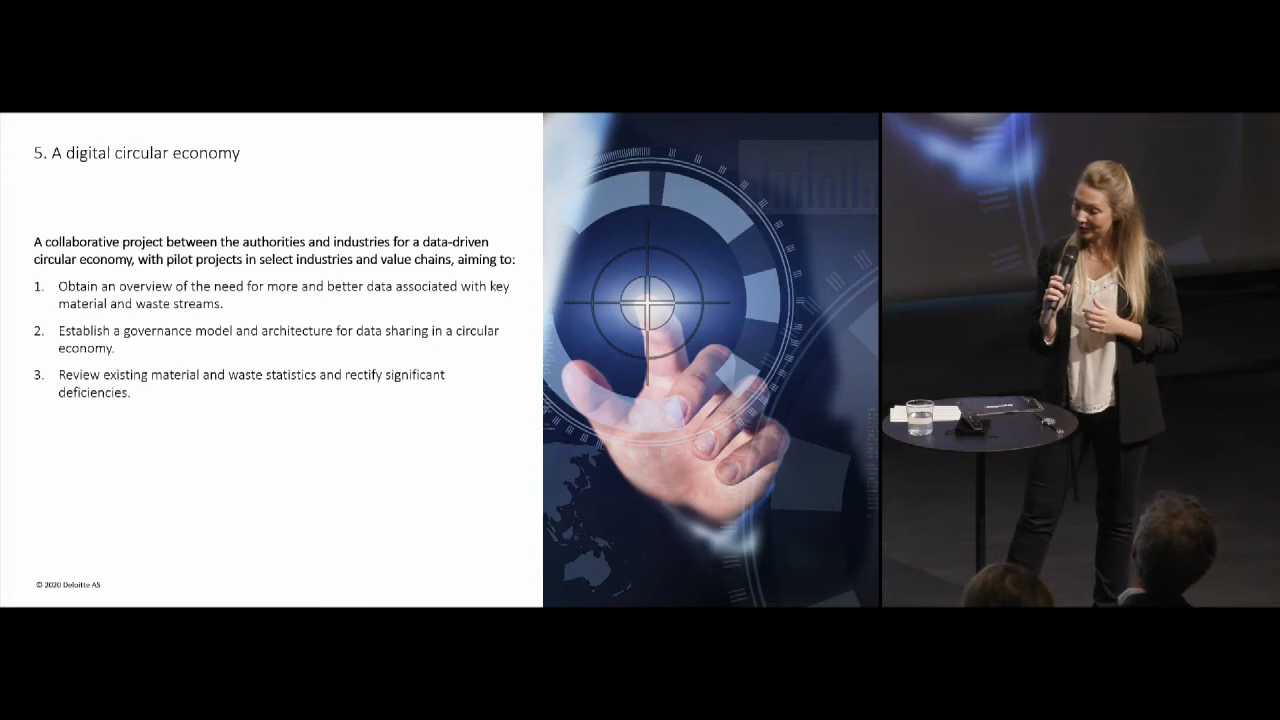 5. A digital circular economy
A collaborative project between the authorities and industries for a data-driven
circular economy, with pilot projects in select industries and value chains, aiming to:
1. Obtain an overview of the need for more and better data associated with key
material and waste streams.
2. Establish a governance model and architecture for data sharing in a circular
economy.
3. Review existing material and waste statistics and rectify significant
deficiencies.
© 2020 Deloitte AS